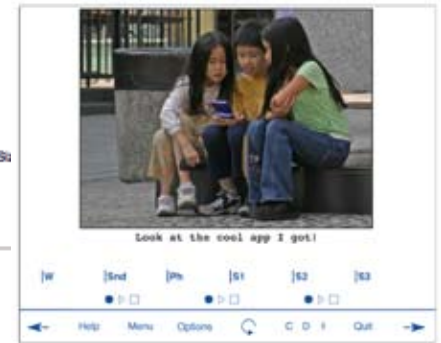 Look at the cool app I got!
|W |Snd |Ph |S1 |S2 |S3
Help Menu Options C D I Quit